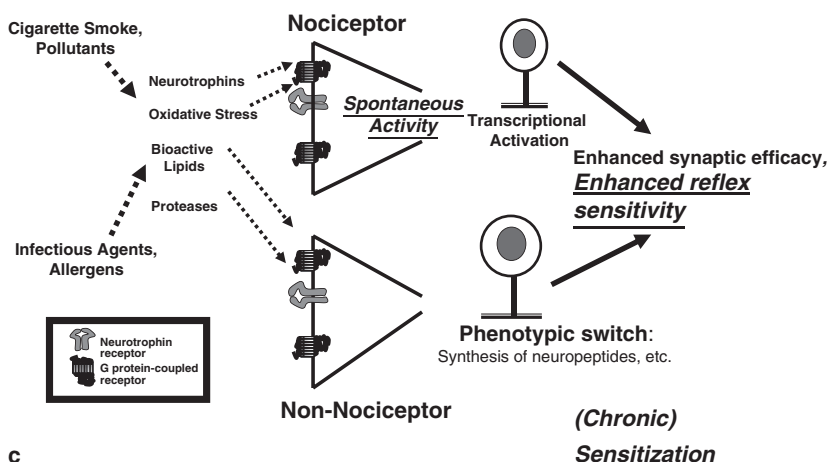 Cigarette Smoke,
Pollutants
Nociceptor
Neurotrophins
Oxidative Stress
Bioactive
Lipids
Proteases
Infectious Agents,
Allergens
Spontaneous
Activity
Transcriptional
Activation
Enhanced synaptic efficacy,
Enhanced reflex
sensitivity
Phenotypic switch:
Synthesis of neuropeptides, etc.
Neurotrophin
receptor
G protein-coupled
receptor
Non-Nociceptor
(Chronic)
Sensitization
c